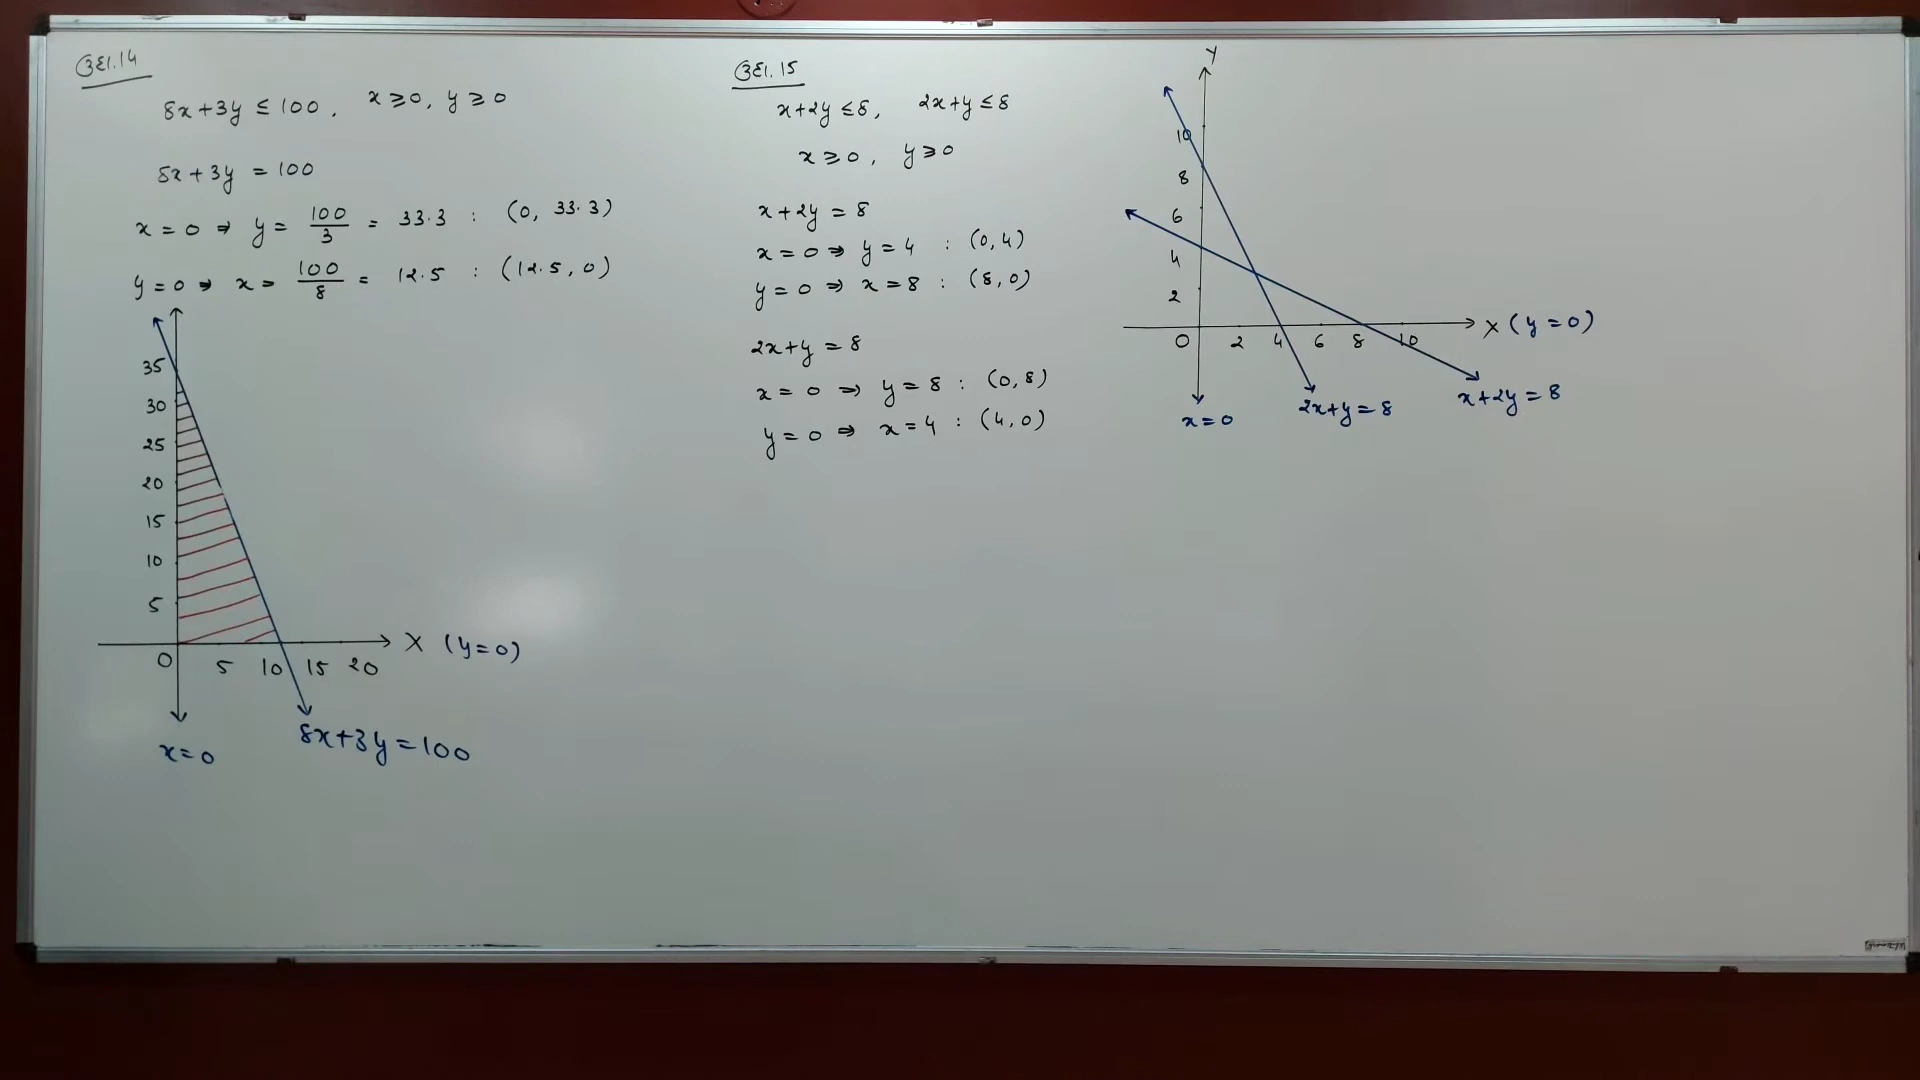 ઉદા. 14
8x+3y ≤ 100, x ≥ 0, y ≥ 0
8x+3y = 100
x = 0 ⇒ y = 100/3 = 33.3 : (0, 33.3)
y = 0 ⇒ x = 100/8 = 12.5 : (12.5, 0)
35
30
25
20
15
10
5
0 5 10 15 20 X (y=0)
x=0
8x+3y=100
ઉદા. 15
x+2y ≤ 8, 2x+y ≤ 8
x ≥ 0, y ≥ 0
x+2y = 8
x = 0 ⇒ y = 4 : (0, 4)
y = 0 ⇒ x = 8 : (8, 0)
2x+y = 8
x = 0 ⇒ y = 8 : (0, 8)
y = 0 ⇒ x = 4 : (4, 0)
Y
10
8
6
4
2
0 2 4 6 8 10 X (y=0)
x=0
2x+y=8
x+2y=8